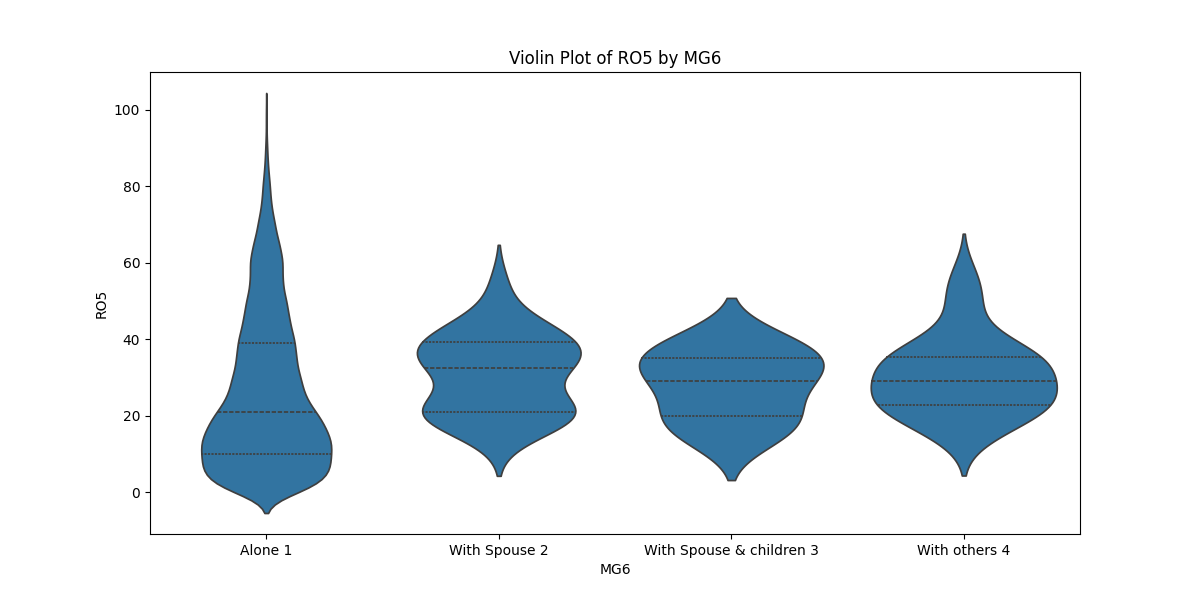 Violin Plot of RO5 by MG6
100
80
60
40
20
0
RO5
Alone 1
With Spouse 2
With Spouse & children 3
With others 4
MG6